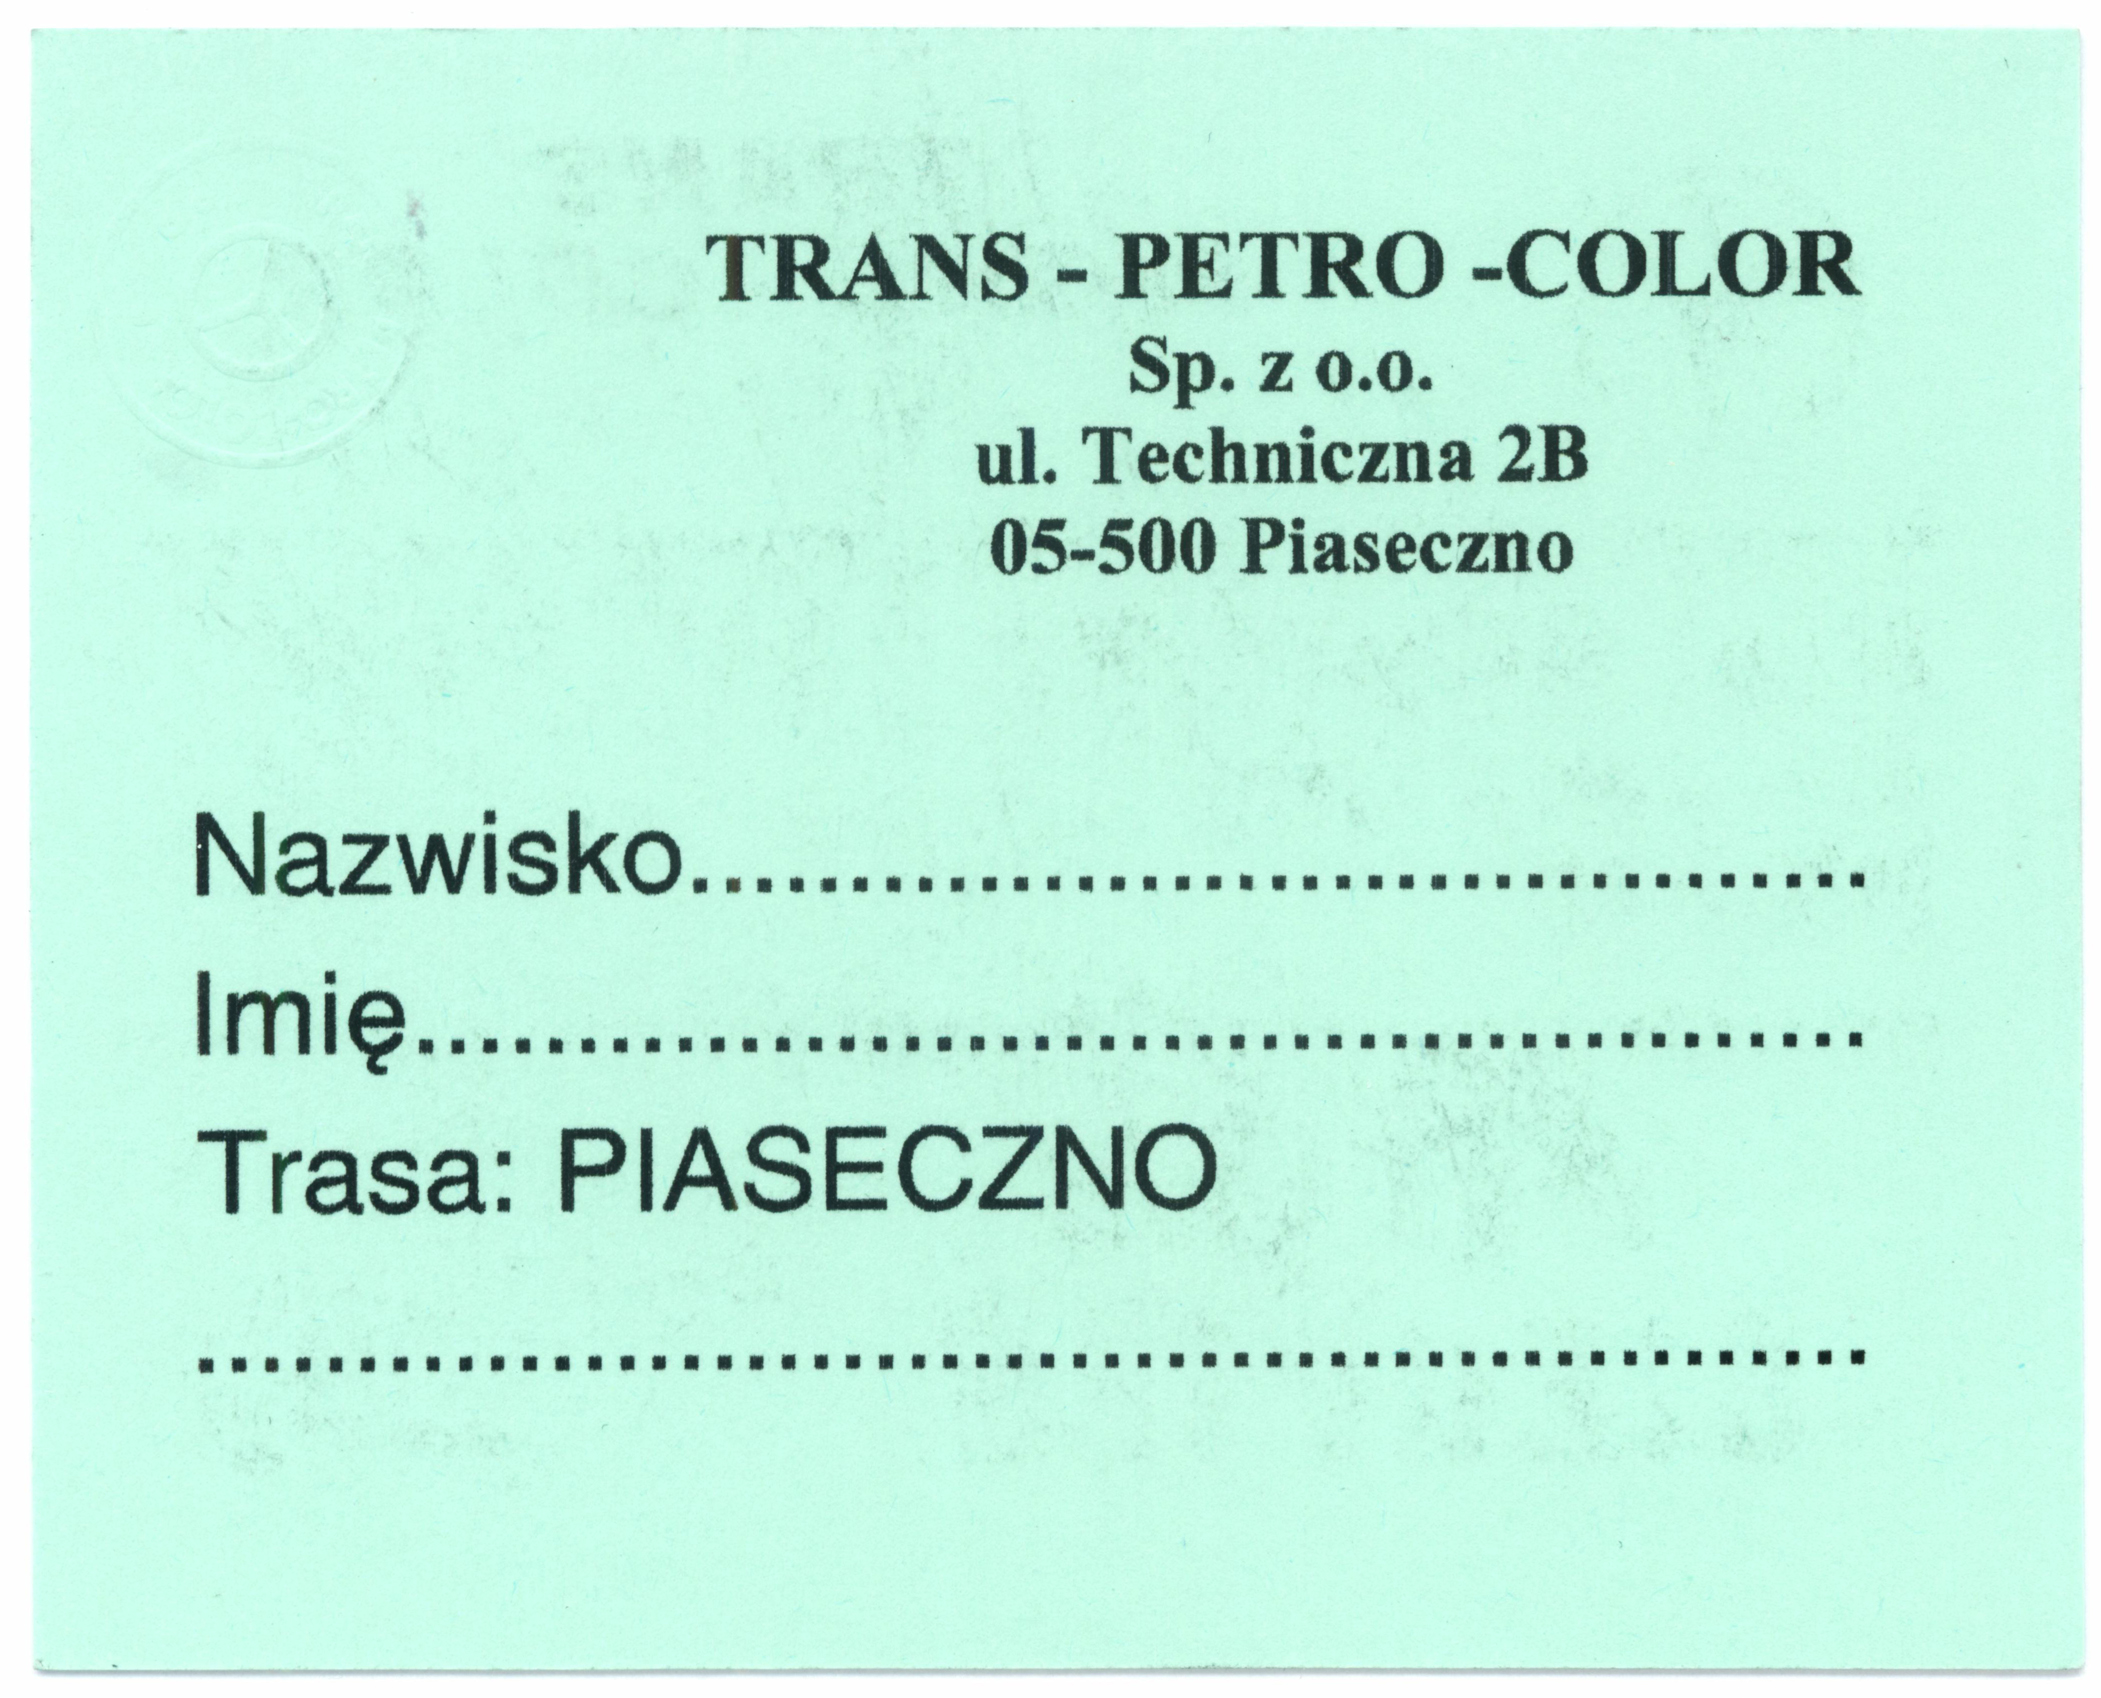 TRANS - PETRO -COLOR
Sp. z o.o.
ul. Techniczna 2B
05-500 Piaseczno
Nazwisko.....................................
Imię.............................................
Trasa: PIASECZNO
....................................................